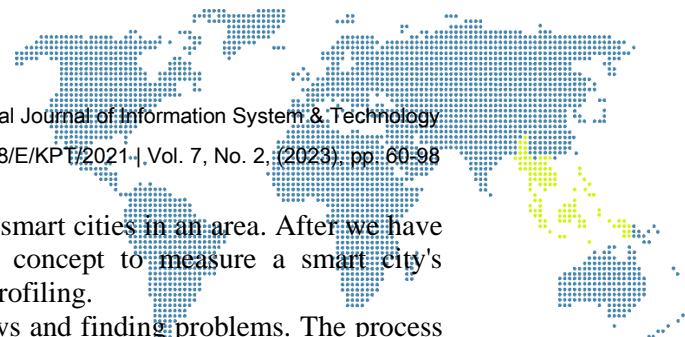 al Journal of Information System & Technology
8/E/KPT/2021 | Vol. 7, No. 2, (2023), pp. 60-98
smart cities in an area. After we have
concept to measure a smart city's
rofiling.
ws and finding problems. The process